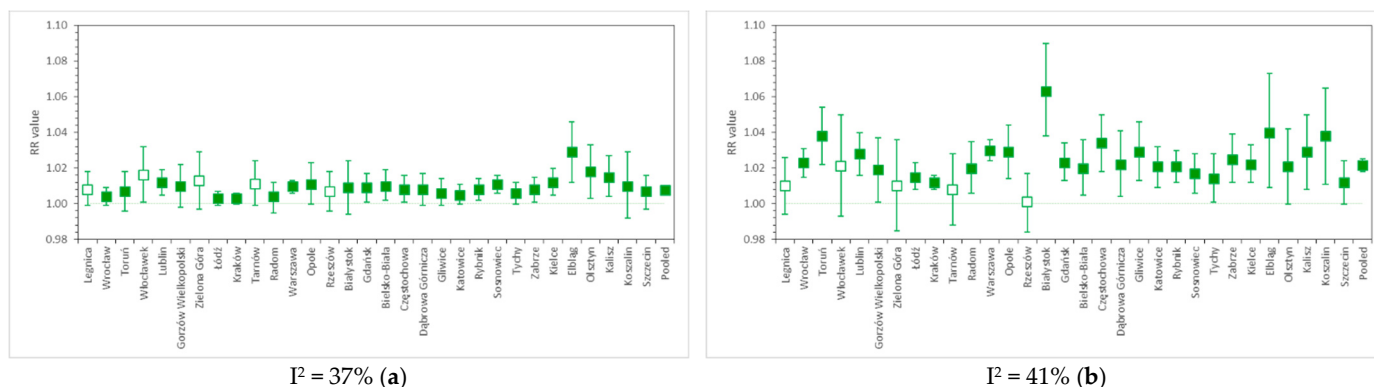 1.10
1.08
1.06
1.04
1.02
1.00
0.98
RR value
Legnica
Wrocław
Toruń
Włocławek
Lublin
Gorzów Wielkopolski
Zielona Góra
Łódź
Kraków
Tarnów
Radom
Warszawa
Opole
Rzeszów
Białystok
Gdańsk
Bielsko-Biała
Częstochowa
Dąbrowa Górnicza
Gliwice
Katowice
Rybnik
Sosnowiec
Tychy
Zabrze
Kielce
Elbląg
Olsztyn
Kalisz
Koszalin
Szczecin
Pooled
I² = 37% (a)
1.10
1.08
1.06
1.04
1.02
1.00
0.98
RR value
Legnica
Wrocław
Toruń
Włocławek
Lublin
Gorzów Wielkopolski
Zielona Góra
Łódź
Kraków
Tarnów
Radom
Warszawa
Opole
Rzeszów
Białystok
Gdańsk
Bielsko-Biała
Częstochowa
Dąbrowa Górnicza
Gliwice
Katowice
Rybnik
Sosnowiec
Tychy
Zabrze
Kielce
Elbląg
Olsztyn
Kalisz
Koszalin
Szczecin
Pooled
I² = 41% (b)